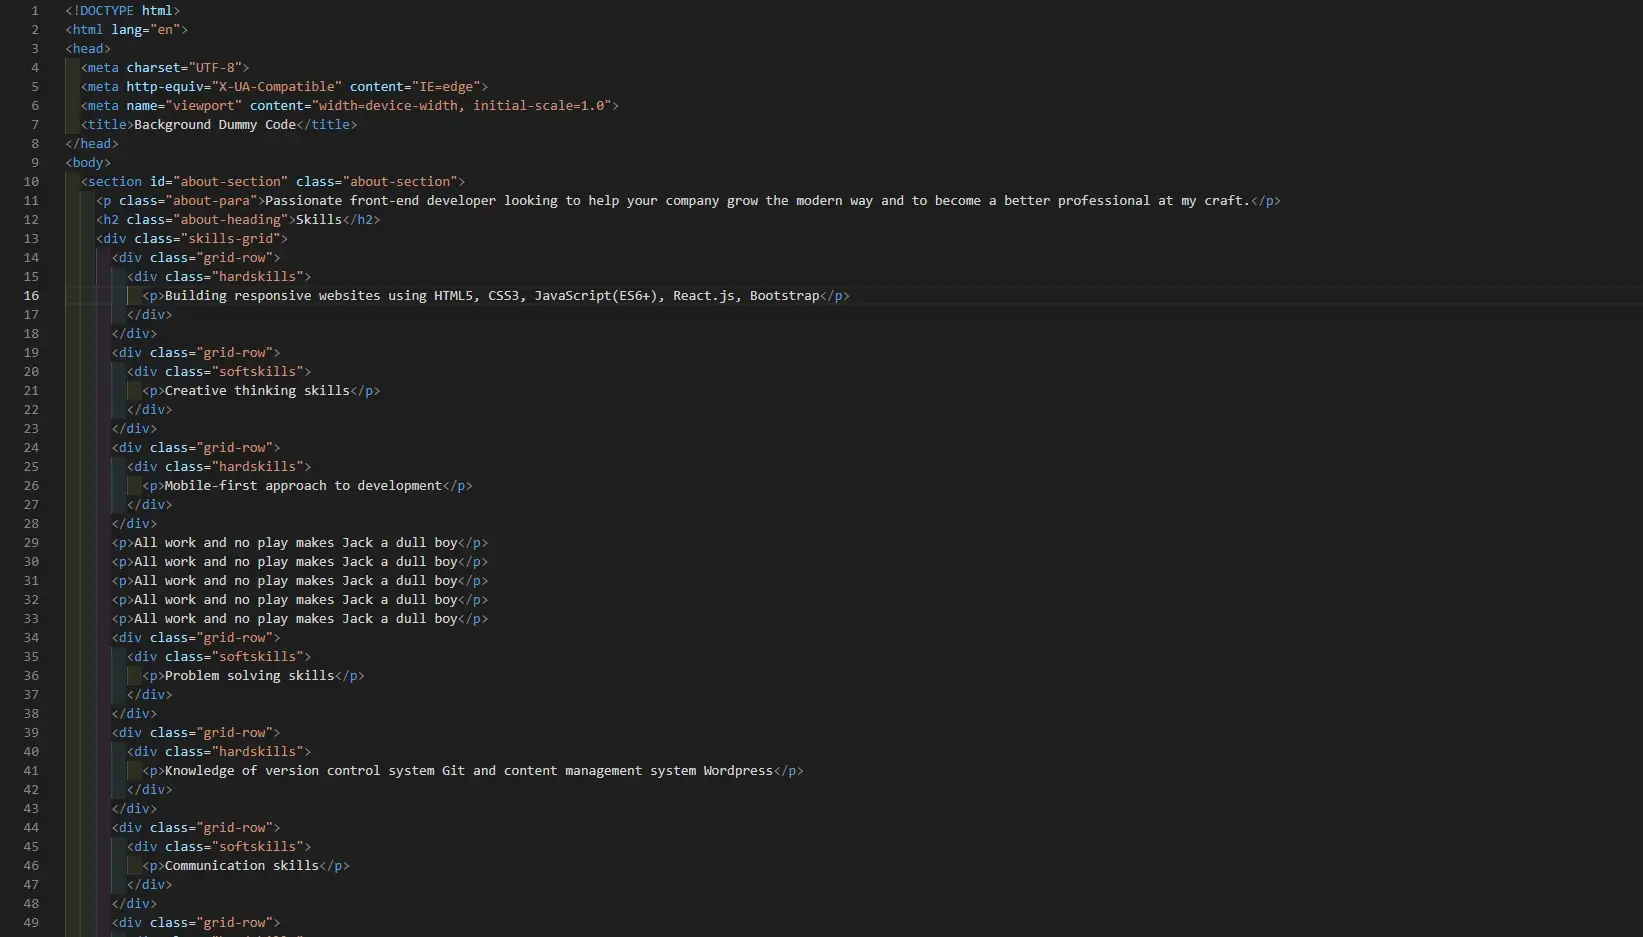 1 <!DOCTYPE html>
2 <html lang="en">
3 <head>
4 <meta charset="UTF-8">
5 <meta http-equiv="X-UA-Compatible" content="IE=edge">
6 <meta name="viewport" content="width=device-width, initial-scale=1.0">
7 <title>Background Dummy Code</title>
8 </head>
9 <body>
10 <section id="about-section" class="about-section">
11 <p class="about-para">Passionate front-end developer looking to help your company grow the modern way and to become a better professional at my craft.</p>
12 <h2 class="about-heading">Skills</h2>
13 <div class="skills-grid">
14 <div class="grid-row">
15 <div class="hardskills">
16 <p>Building responsive websites using HTML5, CSS3, JavaScript(ES6+), React.js, Bootstrap</p>
17 </div>
18 </div>
19 <div class="grid-row">
20 <div class="softskills">
21 <p>Creative thinking skills</p>
22 </div>
23 </div>
24 <div class="grid-row">
25 <div class="hardskills">
26 <p>Mobile-first approach to development</p>
27 </div>
28 </div>
29 <p>All work and no play makes Jack a dull boy</p>
30 <p>All work and no play makes Jack a dull boy</p>
31 <p>All work and no play makes Jack a dull boy</p>
32 <p>All work and no play makes Jack a dull boy</p>
33 <p>All work and no play makes Jack a dull boy</p>
34 <div class="grid-row">
35 <div class="softskills">
36 <p>Problem solving skills</p>
37 </div>
38 </div>
39 <div class="grid-row">
40 <div class="hardskills">
41 <p>Knowledge of version control system Git and content management system Wordpress</p>
42 </div>
43 </div>
44 <div class="grid-row">
45 <div class="softskills">
46 <p>Communication skills</p>
47 </div>
48 </div>
49 <div class="grid-row">